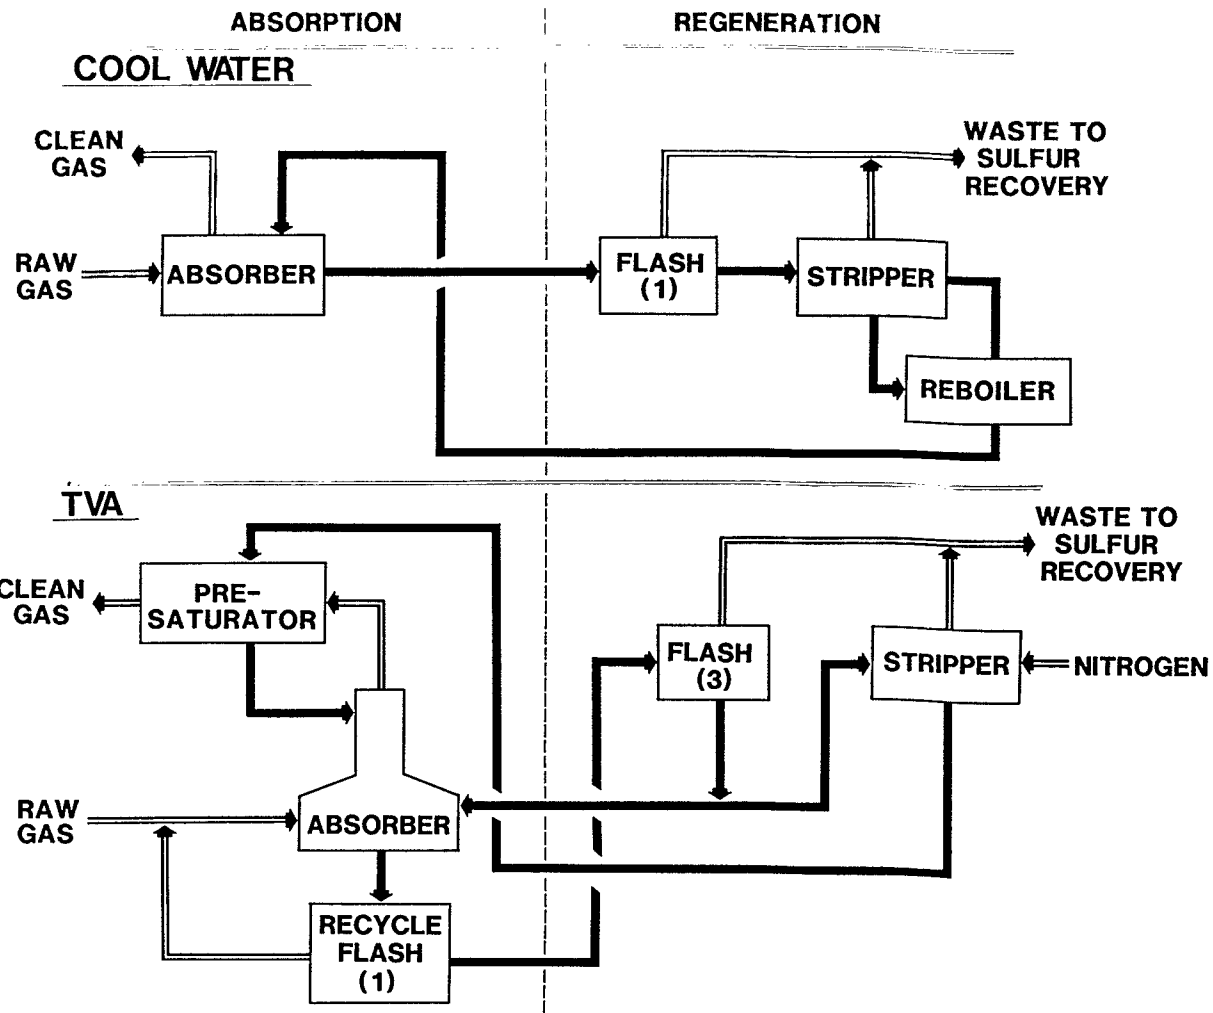 ABSORPTION
REGENERATION
COOL WATER
CLEAN
GAS
WASTE TO
SULFUR
RECOVERY
RAW
GAS
ABSORBER
FLASH
(1)
STRIPPER
REBOILER
TVA
WASTE TO
SULFUR
RECOVERY
CLEAN
GAS
PRE-
SATURATOR
FLASH
(3)
STRIPPER
NITROGEN
RAW
GAS
ABSORBER
RECYCLE
FLASH
(1)